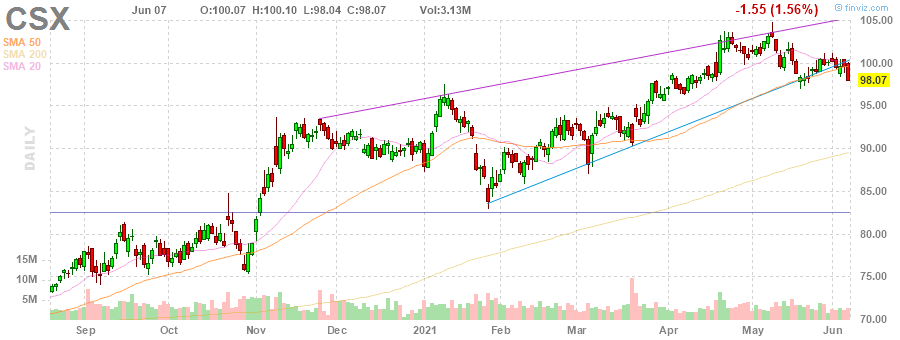 CSX
Jun 07 O:100.10 H:100.10 L:98.04 C:98.07 Vol:3.13M -1.55 (1.56%)
© finviz.com
SMA 50
SMA 200
SMA 20
DAILY
105.00
100.00
98.07
95.00
90.00
85.00
80.00
75.00
70.00
15M
10M
5M
Sep Oct Nov Dec 2021 Feb Mar Apr May Jun